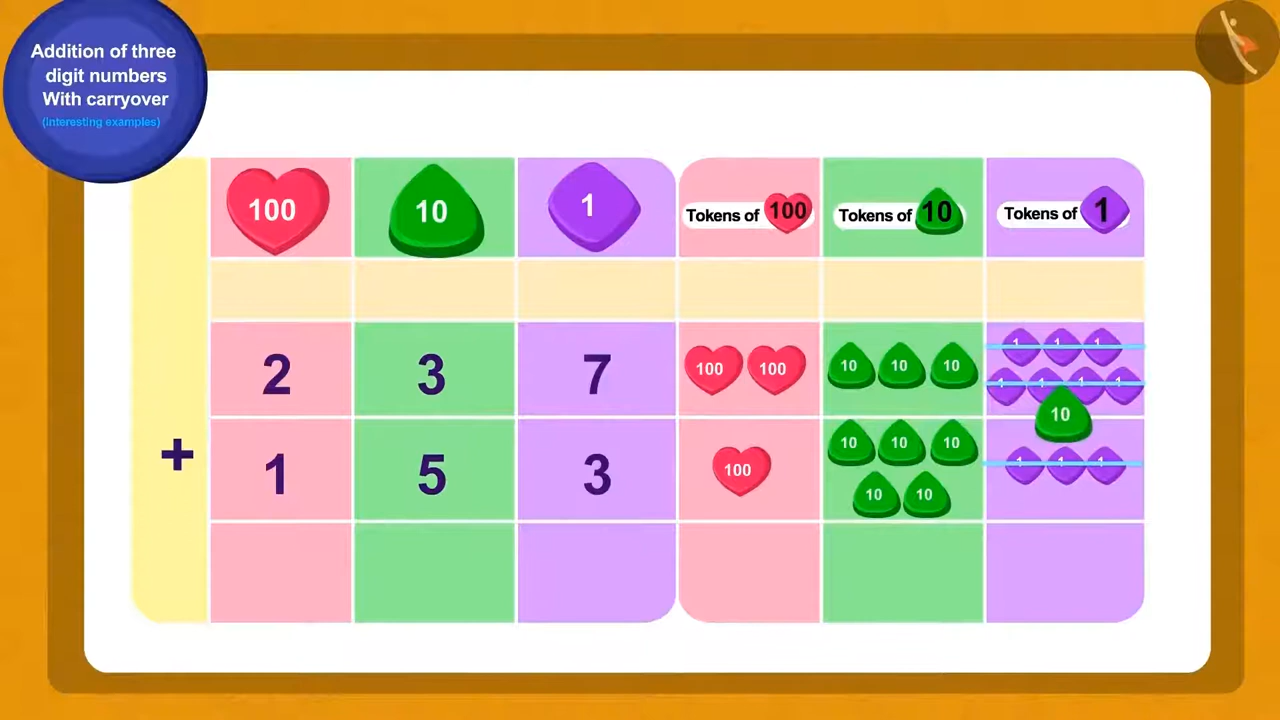 Addition of three
digit numbers
With carryover
(Interesting examples)
100 10 1 Tokens of 100 Tokens of 10 Tokens of 1
2 3 7 100 100 10 10 10 1 1 1
1 1 1 1
10
+ 1 5 3 100 10 10 10 1 1 1
10 10